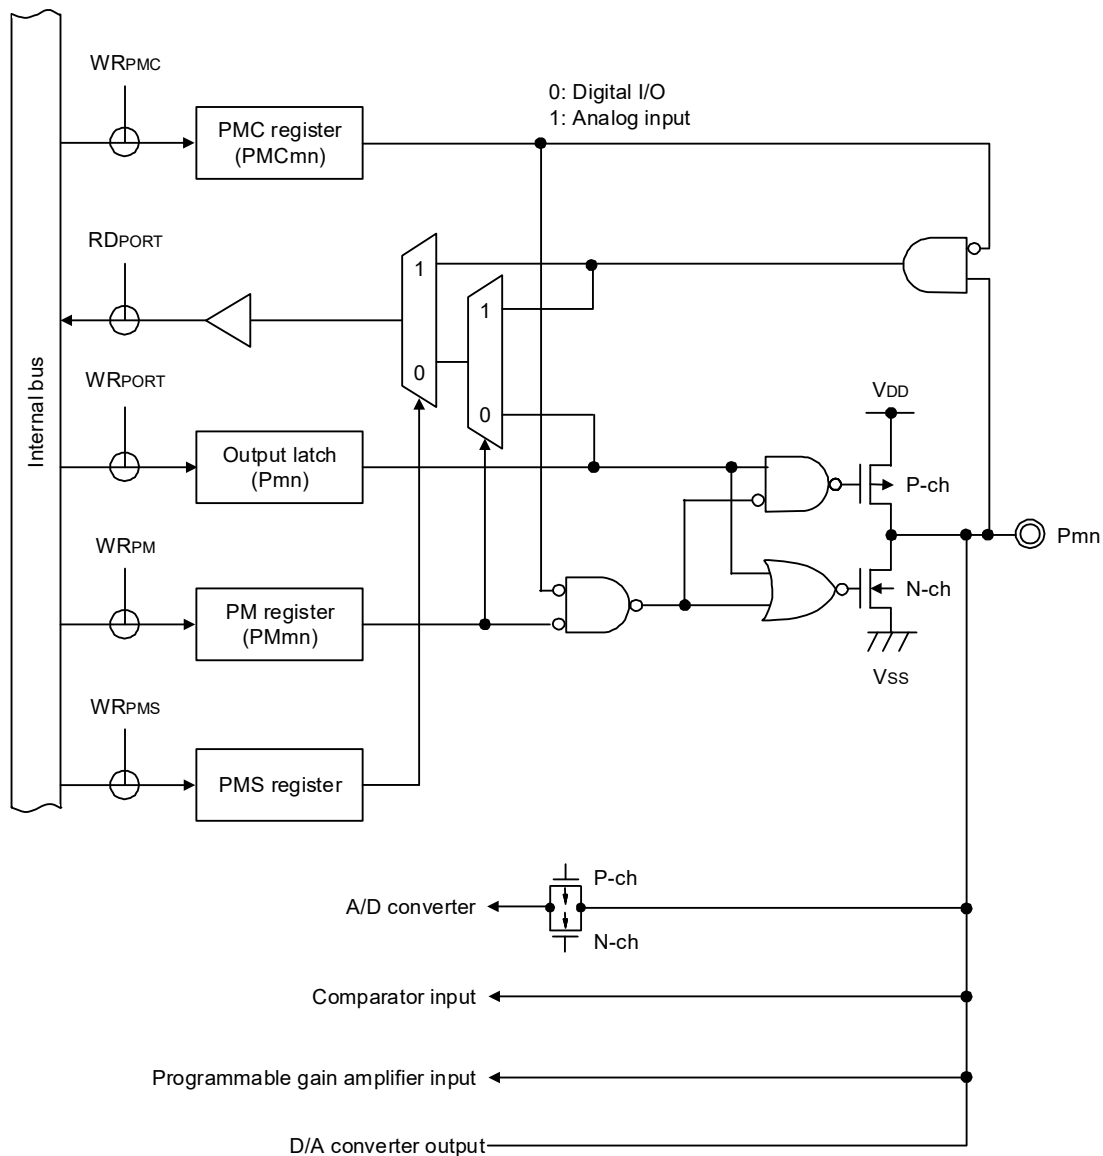 WRPMC
0: Digital I/O
1: Analog input
PMC register
(PMCmn)
RDPORT
1
1
0
0
WRPORT
Internal bus
VDD
Output latch
(Pmn)
P-ch
Pmn
WRPM
PM register
(PMmn)
N-ch
VSS
WRPMS
PMS register
P-ch
A/D converter
N-ch
Comparator input
Programmable gain amplifier input
D/A converter output